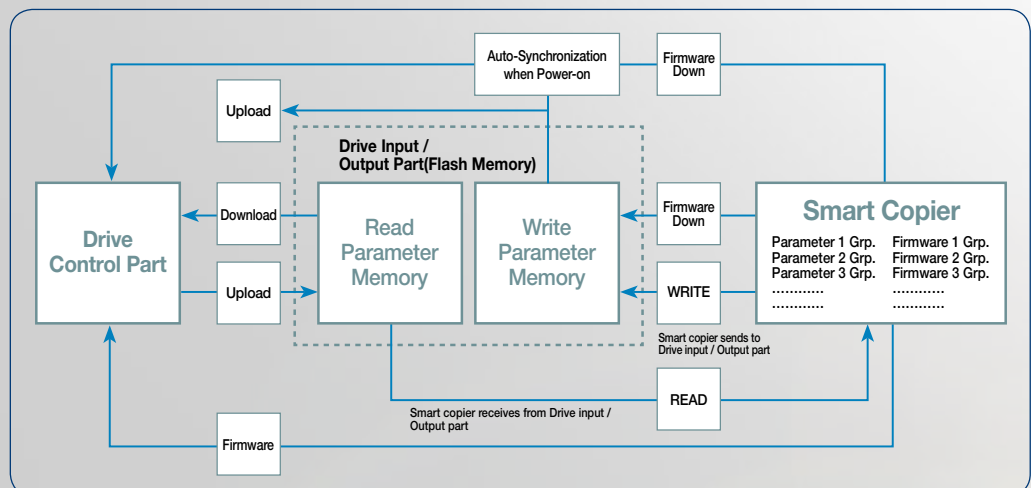 Auto-Synchronization
when Power-on
Firmware
Down
Upload
Drive Input /
Output Part(Flash Memory)
Drive
Control Part
Download
Upload
Read
Parameter
Memory
Write
Parameter
Memory
Firmware
Down
WRITE
Smart copier sends to
Drive input / Output part
Smart Copier
Parameter 1 Grp. Firmware 1 Grp.
Parameter 2 Grp. Firmware 2 Grp.
Parameter 3 Grp. Firmware 3 Grp.
............ ............
............ ............
READ
Smart copier receives from Drive input /
Output part
Firmware